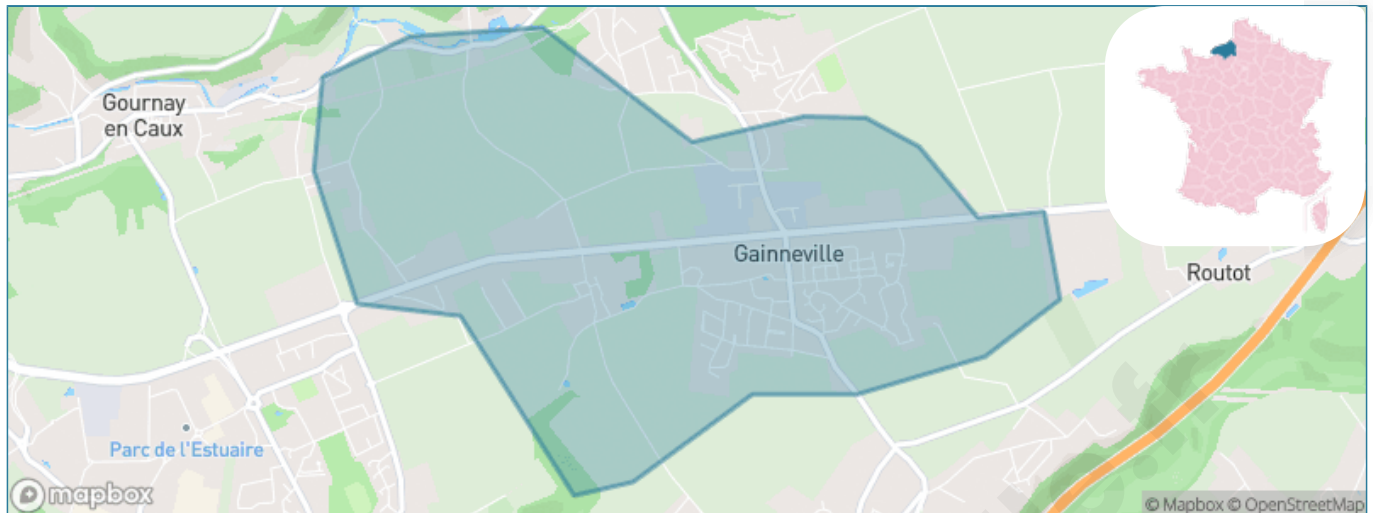 Gournay
en Caux
Gainneville
Routot
Parc de l'Estuaire
mapbox
© Mapbox © OpenStreetMap